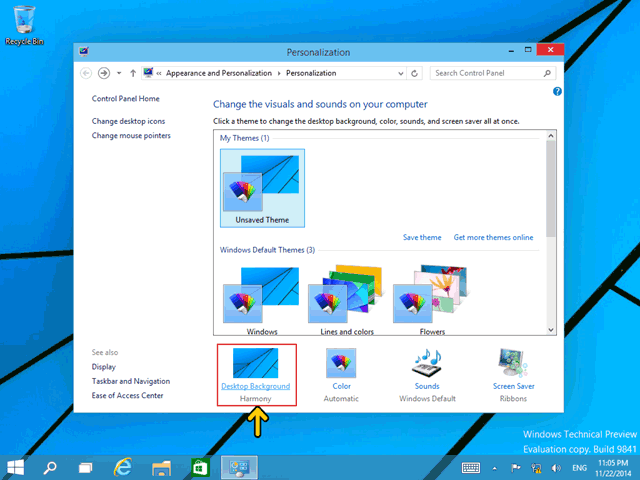 Recycle Bin
Personalization
« Appearance and Personalization › Personalization
Search Control Panel
Control Panel Home
Change desktop icons
Change mouse pointers
Change the visuals and sounds on your computer
Click a theme to change the desktop background, color, sounds, and screen saver all at once.
My Themes (1)
Unsaved Theme
Save theme
Get more themes online
Windows Default Themes (3)
Windows
Lines and colors
Flowers
See also
Display
Taskbar and Navigation
Ease of Access Center
Desktop Background
Harmony
Color
Automatic
Sounds
Windows Default
Screen Saver
Ribbons
Windows Technical Preview
Evaluation copy. Build 9841
ENG
11:05 PM
11/22/2014